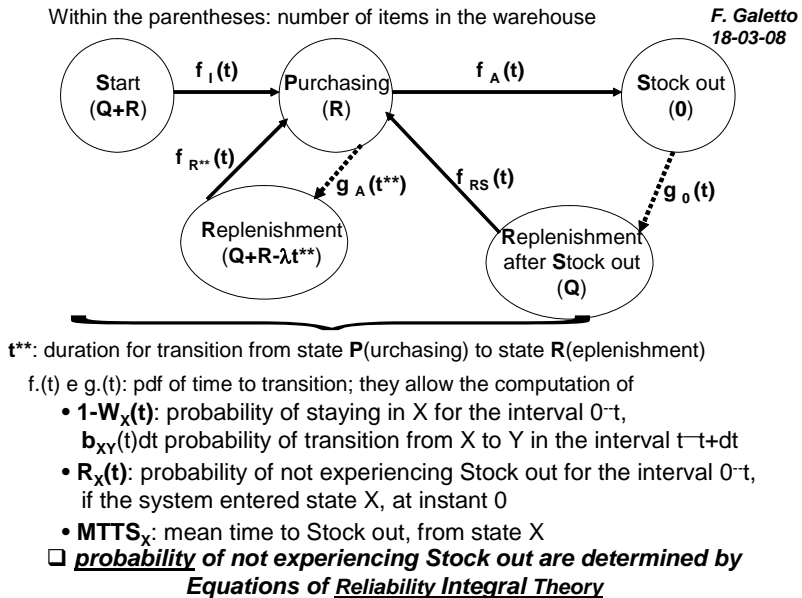 Within the parentheses: number of items in the warehouse
F. Galetto
18-03-08
Start
(Q+R)
f I (t)
Purchasing
(R)
f A (t)
Stock out
(0)
f R** (t)
g A (t**)
f RS (t)
g 0 (t)
Replenishment
(Q+R-λt**)
Replenishment
after Stock out
(Q)
t**: duration for transition from state P(urchasing) to state R(eplenishment)
f.(t) e g.(t): pdf of time to transition; they allow the computation of
• 1-WX(t): probability of staying in X for the interval 0--t,
bXY(t)dt probability of transition from X to Y in the interval t—t+dt
• RX(t): probability of not experiencing Stock out for the interval 0--t,
if the system entered state X, at instant 0
• MTTSX: mean time to Stock out, from state X
❑ probability of not experiencing Stock out are determined by
Equations of Reliability Integral Theory